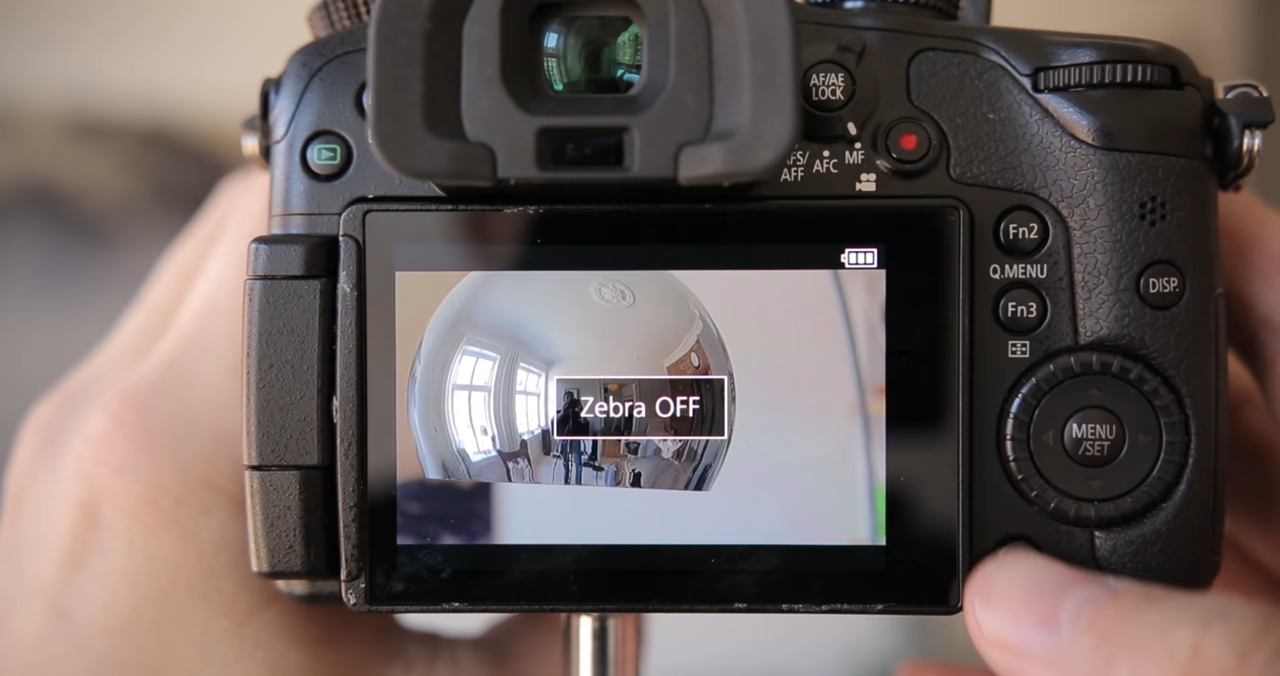 AF/AE
LOCK
AFS/
AFF
AFC
MF
Fn2
Q.MENU
Fn3
DISP.
Zebra OFF
MENU
/SET